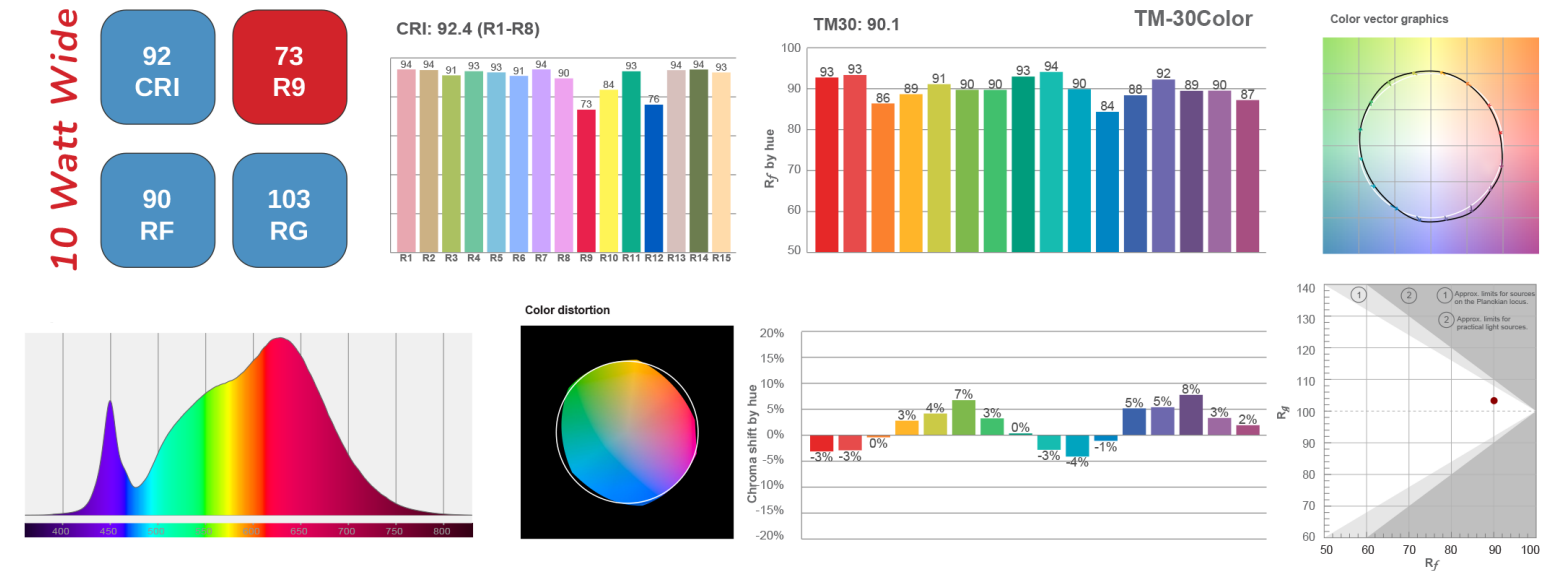 10 Watt Wide
92
CRI
73
R9
90
RF
103
RG
CRI: 92.4 (R1-R8)
94 94 91 93 93 91 94 90 73 84 93 76 94 94 93
R1 R2 R3 R4 R5 R6 R7 R8 R9 R10 R11 R12 R13 R14 R15
TM30: 90.1
TM-30Color
Rf by hue
100
90
80
70
60
50
93 93 86 89 91 90 90 93 94 90 84 88 92 89 90 87
Color vector graphics
400 450 500 550 600 650 700 750 800
Color distortion
Chroma shift by hue
20%
15%
10%
5%
0%
-5%
-10%
-15%
-20%
-3% -3% 0% 3% 4% 7% 3% 0% -3% -4% -1% 5% 5% 8% 3% 2%
Rg
140
130
120
110
100
90
80
70
60
1
2
1 Approx. limits for sources
on the Plandkian locus.
2 Approx. limits for
practical light sources.
50 60 70 80 90 100
Rf